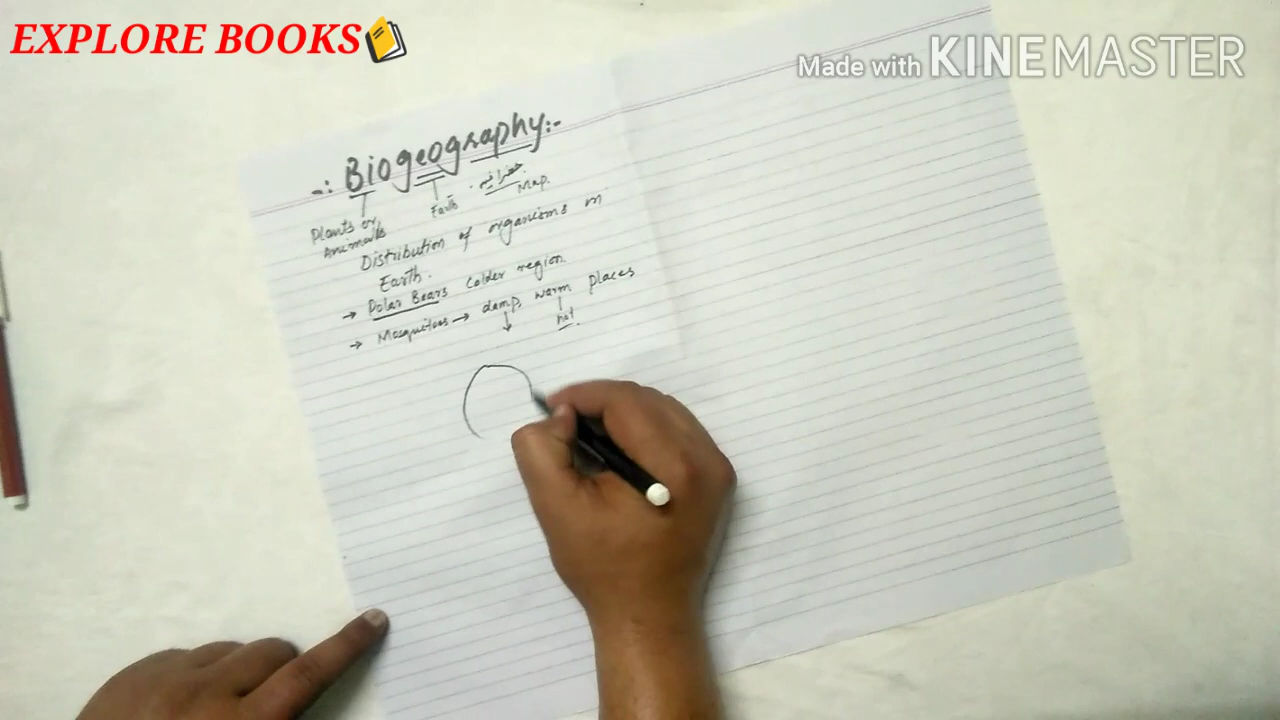 EXPLORE BOOKS
Made with KINEMASTER
-: Biogeography:-
Plants or
Animals
Earth
جغرافیہ
Map.
Distribution of organisms in
Earth.
→ Polar Bears colder region.
→ Mosquitoes → damp, warm places
hot